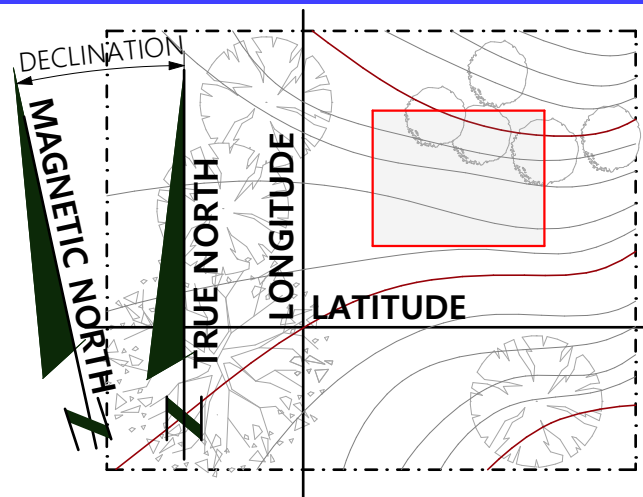 DECLINATION
MAGNETIC NORTH
TRUE NORTH
LONGITUDE
LATITUDE
N
N